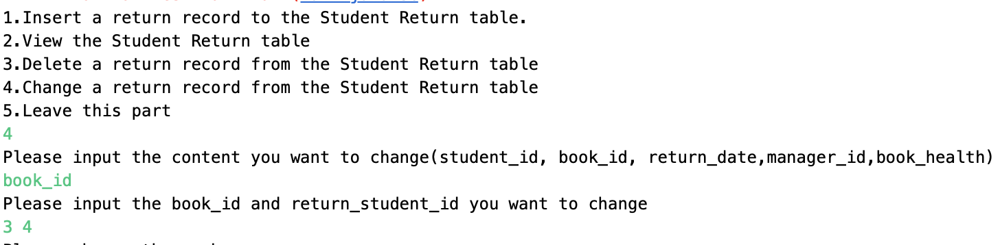 1.Insert a return record to the Student Return table.
2.View the Student Return table
3.Delete a return record from the Student Return table
4.Change a return record from the Student Return table
5.Leave this part
4
Please input the content you want to change(student_id, book_id, return_date,manager_id,book_health)
book_id
Please input the book_id and return_student_id you want to change
3 4